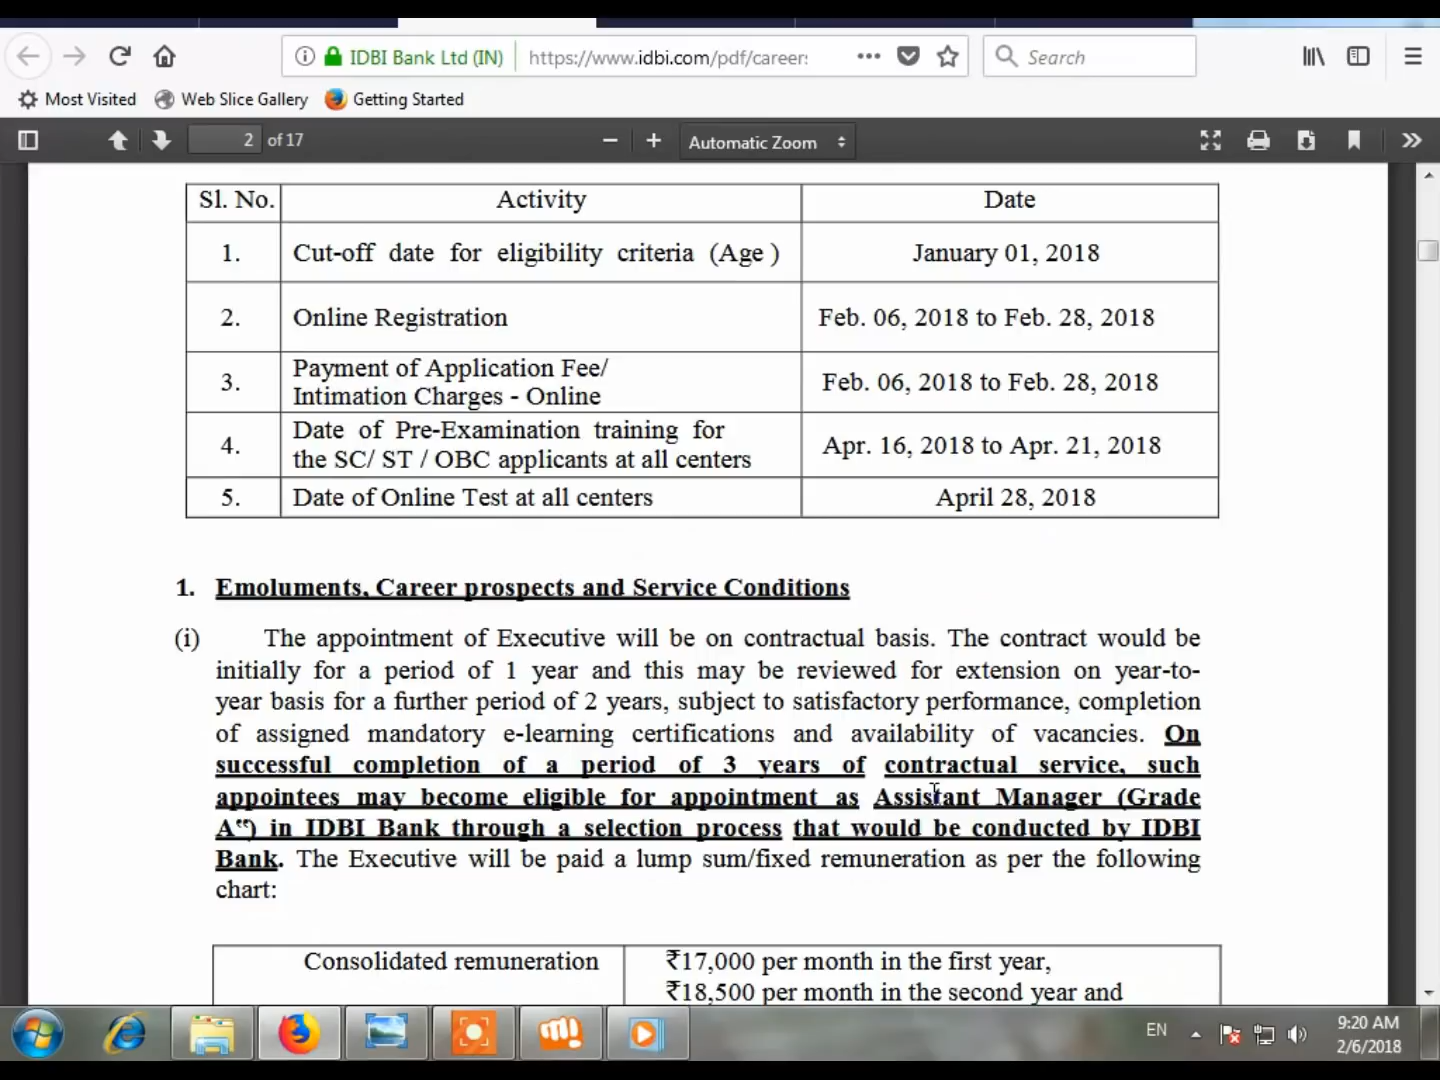 IDBI Bank Ltd (IN)
https://www.idbi.com/pdf/career:
Search
Most Visited
Web Slice Gallery
Getting Started
2 of 17
Automatic Zoom
Sl. No. Activity Date
1. Cut-off date for eligibility criteria (Age ) January 01, 2018
2. Online Registration Feb. 06, 2018 to Feb. 28, 2018
3. Payment of Application Fee/
Intimation Charges - Online Feb. 06, 2018 to Feb. 28, 2018
4. Date of Pre-Examination training for
the SC/ ST / OBC applicants at all centers Apr. 16, 2018 to Apr. 21, 2018
5. Date of Online Test at all centers April 28, 2018
1. Emoluments, Career prospects and Service Conditions
(i) The appointment of Executive will be on contractual basis. The contract would be
initially for a period of 1 year and this may be reviewed for extension on year-to-
year basis for a further period of 2 years, subject to satisfactory performance, completion
of assigned mandatory e-learning certifications and availability of vacancies. On
successful completion of a period of 3 years of contractual service, such
appointees may become eligible for appointment as Assistant Manager (Grade
A‟) in IDBI Bank through a selection process that would be conducted by IDBI
Bank. The Executive will be paid a lump sum/fixed remuneration as per the following
chart:
Consolidated remuneration ₹17,000 per month in the first year,
₹18,500 per month in the second year and
EN
9:20 AM
2/6/2018